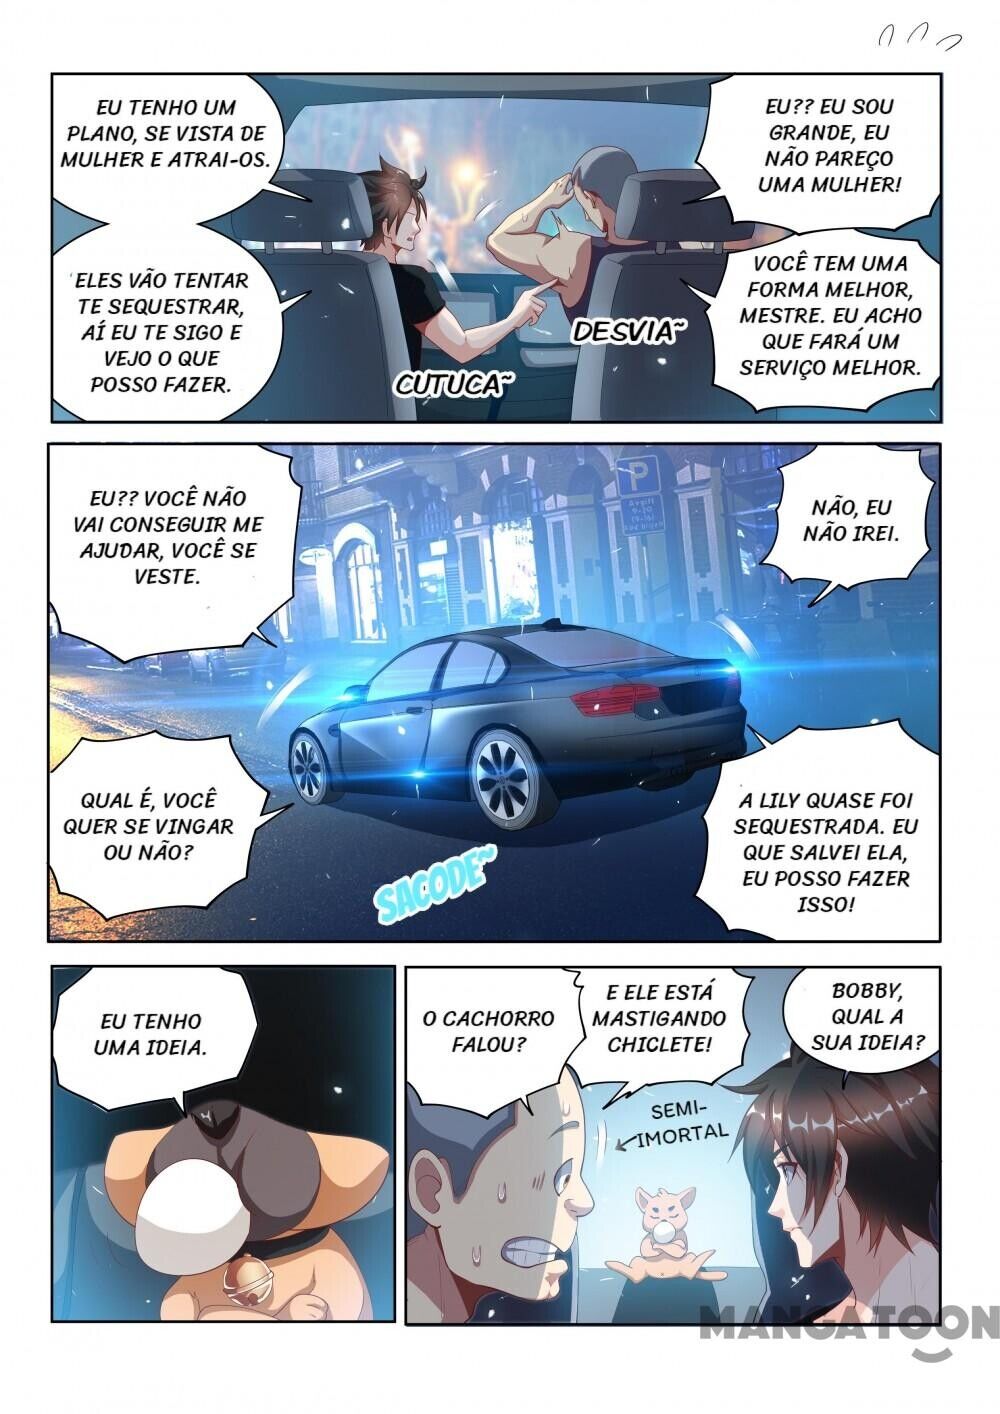 EU TENHO UM
PLANO, SE VISTA DE
MULHER E ATRAI-OS.
EU?? EU SOU
GRANDE, EU
NÃO PAREÇO
UMA MULHER!
ELES VÃO TENTAR
TE SEQUESTRAR,
AÍ EU TE SIGO E
VEJO O QUE
POSSO FAZER.
VOCÊ TEM UMA
FORMA MELHOR,
MESTRE. EU ACHO
QUE FARÁ UM
SERVIÇO MELHOR.
DESVIA~
CUTUCA~
EU?? VOCÊ NÃO
VAI CONSEGUIR ME
AJUDAR, VOCÊ SE
VESTE.
P
NÃO, EU
NÃO IREI.
QUAL É, VOCÊ
QUER SE VINGAR
OU NÃO?
A LILY QUASE FOI
SEQUESTRADA. EU
QUE SALVEI ELA,
EU POSSO FAZER
ISSO!
SACODE~
EU TENHO
UMA IDEIA.
O CACHORRO
FALOU?
E ELE ESTÁ
MASTIGANDO
CHICLETE!
BOBBY,
QUAL A
SUA IDEIA?
SEMI-
IMORTAL
MANGATOON